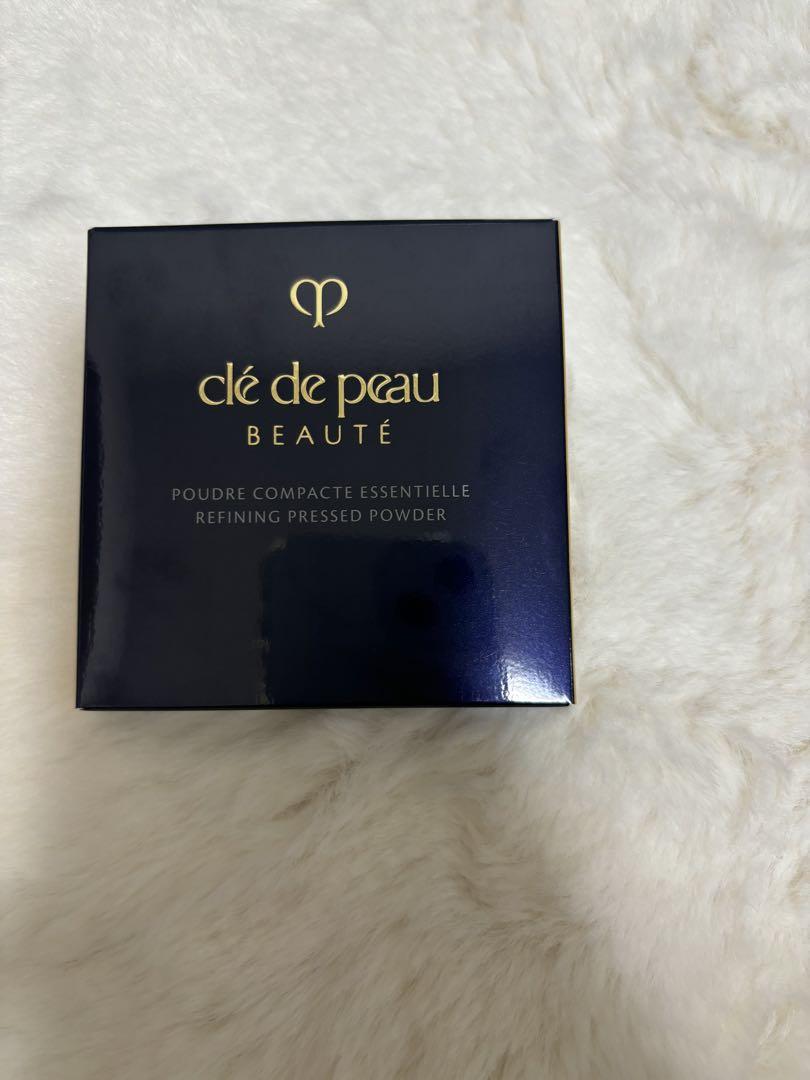 clé de peau
BEAUTÉ
POUDRE COMPACTE ESSENTIELLE
REFINING PRESSED POWDER